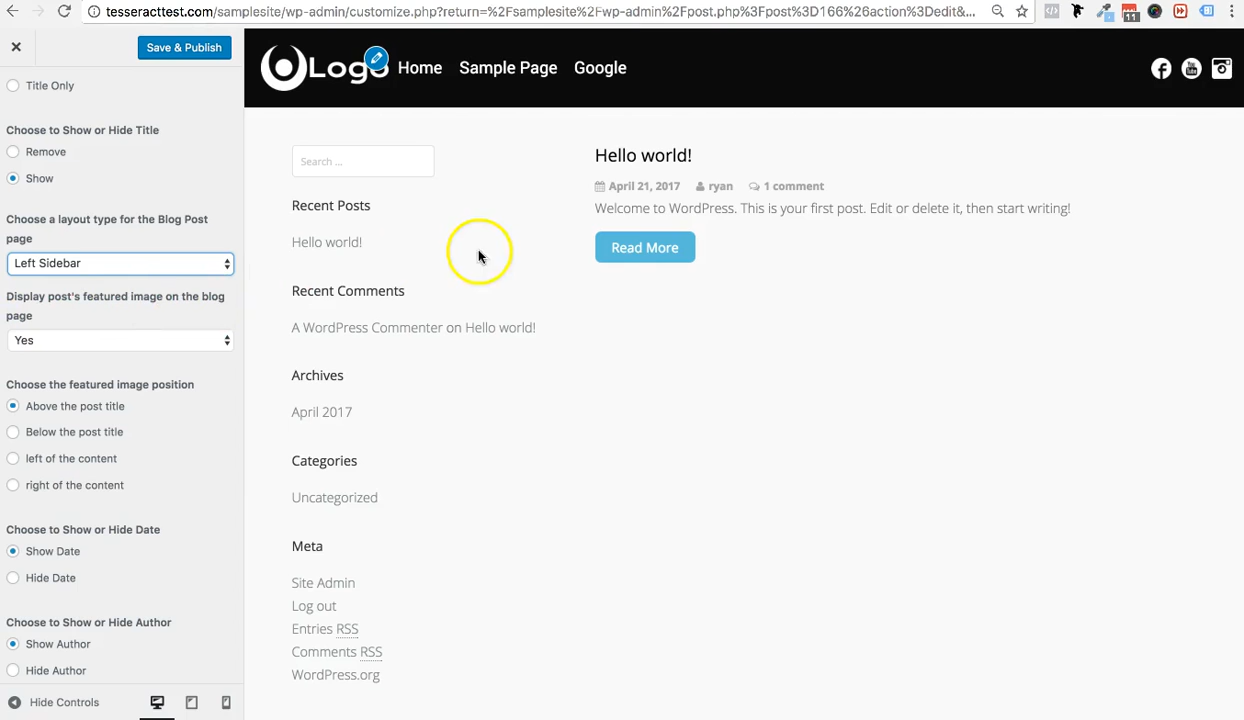 tesseracttest.com/samplesite/wp-admin/customize.php?return=%2Fsamplesite%2Fwp-admin%2Fpost.php%3Fpost%3D166%26action%3Dedit&...
11
Save & Publish
Title Only
Choose to Show or Hide Title
Remove
Show
Choose a layout type for the Blog Post
page
Left Sidebar
Display post's featured image on the blog
page
Yes
Choose the featured image position
Above the post title
Below the post title
left of the content
right of the content
Choose to Show or Hide Date
Show Date
Hide Date
Choose to Show or Hide Author
Show Author
Hide Author
Hide Controls
Logo Home Sample Page Google
Search ...
Recent Posts
Hello world!
Recent Comments
A WordPress Commenter on Hello world!
Archives
April 2017
Categories
Uncategorized
Meta
Site Admin
Log out
Entries RSS
Comments RSS
WordPress.org
Hello world!
April 21, 2017 ryan 1 comment
Welcome to WordPress. This is your first post. Edit or delete it, then start writing!
Read More